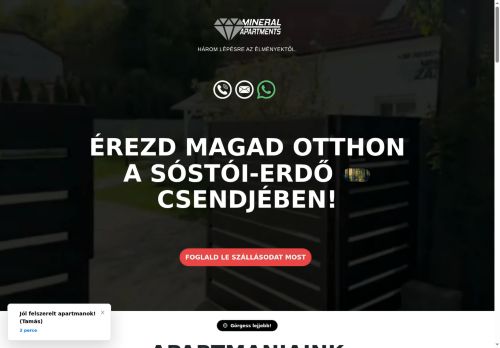 MINERAL
APARTMENTS
HÁROM LÉPÉSRE AZ ÉLMÉNYEKTŐL.
ÉREZD MAGAD OTTHON
A SÓSTÓI-ERDŐ
CSENDJÉBEN!
FOGLALD LE SZÁLLÁSODAT MOST
Jól felszerelt apartmanok!
(Tamás)
2 perce
Görgess lejjebb!
APARTMANJAINK